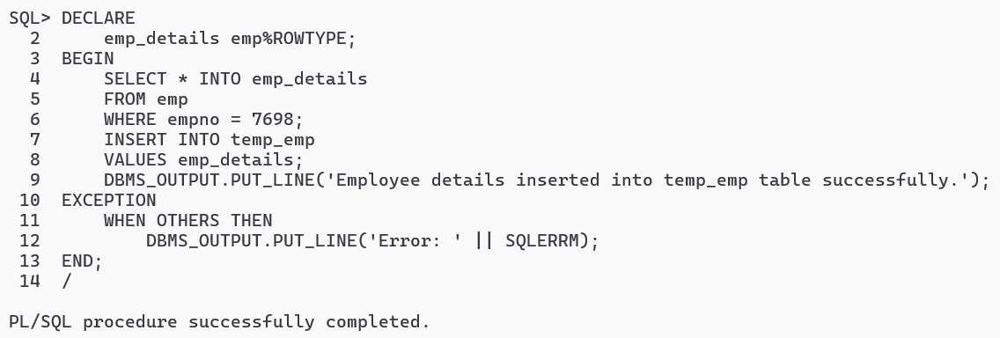 SQL> DECLARE
  2      emp_details emp%ROWTYPE;
  3  BEGIN
  4      SELECT * INTO emp_details
  5      FROM emp
  6      WHERE empno = 7698;
  7      INSERT INTO temp_emp
  8      VALUES emp_details;
  9      DBMS_OUTPUT.PUT_LINE('Employee details inserted into temp_emp table successfully.');
 10  EXCEPTION
 11      WHEN OTHERS THEN
 12          DBMS_OUTPUT.PUT_LINE('Error: ' || SQLERRM);
 13  END;
 14  /

PL/SQL procedure successfully completed.